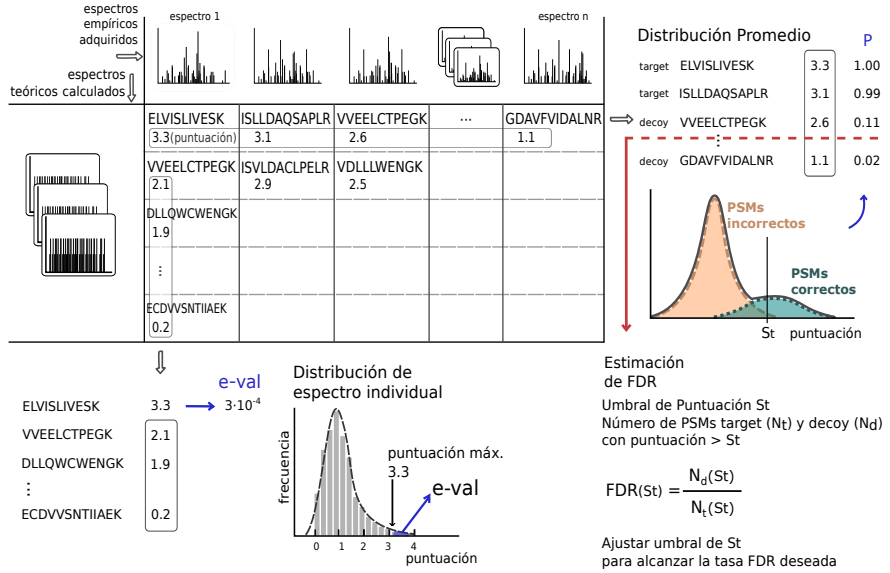 espectros
empíricos
adquiridos
espectro 1
espectro n
espectros
teóricos calculados
ELVISLIVESK
3.3(puntuación)
ISLLDAQSAPLR
3.1
VVEELCTPEGK
2.6
...
GDAVFVIDALNR
1.1
VVEELCTPEGK
2.1
ISVLDACLPELR
2.9
VDLLLWENGK
2.5
DLLQWCWENGK
1.9
⋮
ECDVVSNTIIAEK
0.2
Distribución Promedio
P
target ELVISLIVESK 3.3 1.00
target ISLLDAQSAPLR 3.1 0.99
decoy VVEELCTPEGK 2.6 0.11
⋮
decoy GDAVFVIDALNR 1.1 0.02
PSMs
incorrectos
PSMs
correctos
St
puntuación
e-val
ELVISLIVESK 3.3 3·10⁻⁴
VVEELCTPEGK 2.1
DLLQWCWENGK 1.9
⋮
ECDVVSNTIIAEK 0.2
Distribución de
espectro individual
frecuencia
puntuación máx.
3.3
e-val
0 1 2 3 4
puntuación
Estimación
de FDR
Umbral de Puntuación St
Número de PSMs target (Nt) y decoy (Nd)
con puntuación > St
FDR(St) = Nd(St)
Nt(St)
Ajustar umbral de St
para alcanzar la tasa FDR deseada